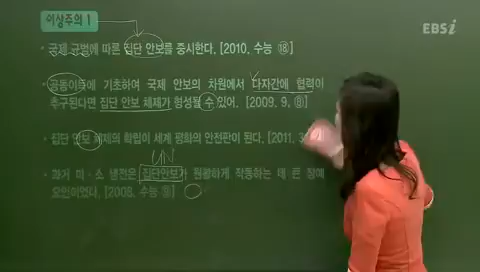 이상주의 1
EBSi
· 국제 규범에 따른 집단 안보를 중시한다. [2010. 수능 ⑱]
· 공동이익에 기초하여 국제 안보의 차원에서 다자간에 협력이
추구된다면 집단 안보 체제가 형성될 수 있어. [2009. 9. ⑧]
· 집단 안보 체제의 확립이 세계 평화의 안전판이 된다. [2011.
UN
· 과거 미·소 냉전은 집단안보가 원활하게 작동하는 데 큰 장애
요인이었다. [2008. 수능